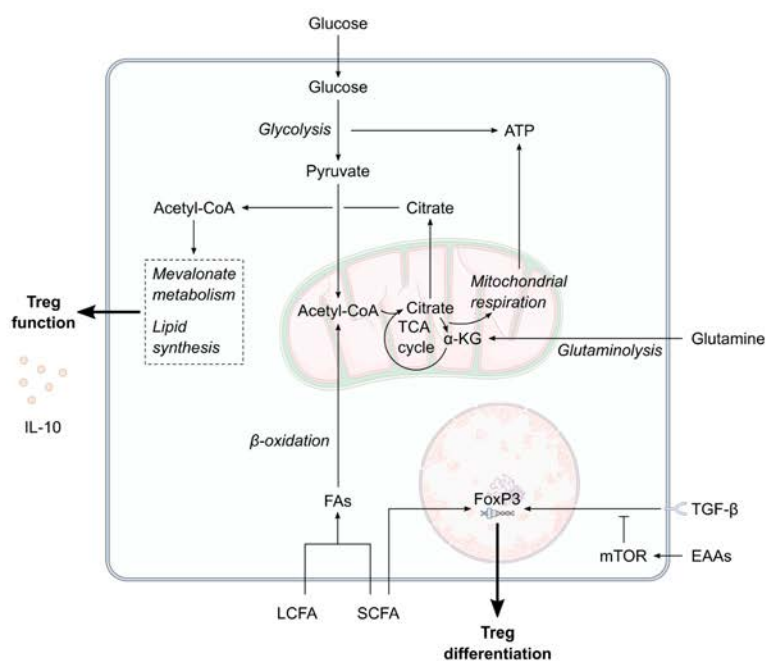 Glucose
Glucose
Glycolysis
ATP
Pyruvate
Acetyl-CoA
Citrate
Mevalonate
metabolism
Lipid
synthesis
Treg
function
IL-10
Acetyl-CoA
Citrate
TCA
cycle
α-KG
Mitochondrial
respiration
Glutaminolysis
Glutamine
β-oxidation
FAs
FoxP3
TGF-β
mTOR
EAAs
LCFA
SCFA
Treg
differentiation